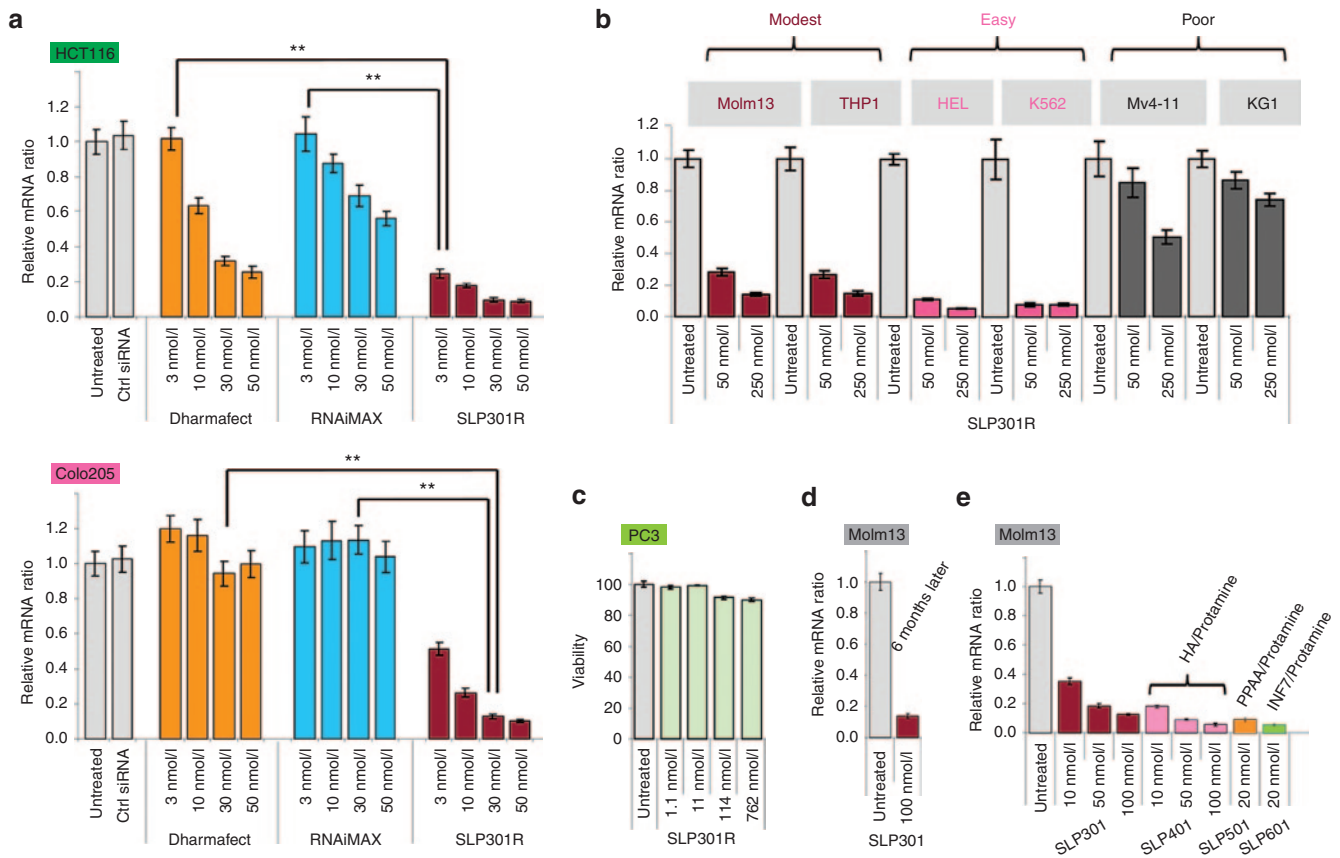 a
HCT116
**
**
Relative mRNA ratio
1.2
1.0
0.8
0.6
0.4
0.2
0.0
Untreated
Ctrl siRNA
3 nmol/l
10 nmol/l
30 nmol/l
50 nmol/l
3 nmol/l
10 nmol/l
30 nmol/l
50 nmol/l
3 nmol/l
10 nmol/l
30 nmol/l
50 nmol/l
Dharmafect
RNAiMAX
SLP301R
Colo205
**
**
Relative mRNA ratio
1.2
1.0
0.8
0.6
0.4
0.2
0.0
Untreated
Ctrl siRNA
3 nmol/l
10 nmol/l
30 nmol/l
50 nmol/l
3 nmol/l
10 nmol/l
30 nmol/l
50 nmol/l
3 nmol/l
10 nmol/l
30 nmol/l
50 nmol/l
Dharmafect
RNAiMAX
SLP301R
b
Modest
Easy
Poor
Molm13
THP1
HEL
K562
Mv4-11
KG1
Relative mRNA ratio
1.2
1.0
0.8
0.6
0.4
0.2
0.0
Untreated
50 nmol/l
250 nmol/l
Untreated
50 nmol/l
250 nmol/l
Untreated
50 nmol/l
250 nmol/l
Untreated
50 nmol/l
250 nmol/l
Untreated
50 nmol/l
250 nmol/l
Untreated
50 nmol/l
250 nmol/l
SLP301R
c
PC3
Viability
120
100
80
60
40
20
0
Untreated
1.1 nmol/l
11 nmol/l
114 nmol/l
762 nmol/l
SLP301R
d
Molm13
Relative mRNA ratio
1.2
1.0
0.8
0.6
0.4
0.2
0.0
6 months later
Untreated
100 nmol/l
SLP301
e
Molm13
Relative mRNA ratio
1.2
1.0
0.8
0.6
0.4
0.2
0.0
HA/Protamine
PPAA/Protamine
INF7/Protamine
Untreated
10 nmol/l
50 nmol/l
100 nmol/l
10 nmol/l
50 nmol/l
100 nmol/l
20 nmol/l
20 nmol/l
SLP301
SLP401
SLP501
SLP601